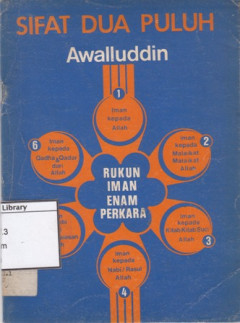 SIFAT DUA PULUH
Awalluddin
1
Iman
kepada
Allah
6
Iman
kepada
Qadha & Qadar
dari
Allah
Iman
kepada
Malaikat
Malaikat
Allah
2
RUKUN
IMAN
ENAM
PERKARA
Library
Iman
kepada
Kitab-Kitab Suci
Allah
3
Iman
kepada
Nabi / Rasul
Allah
4